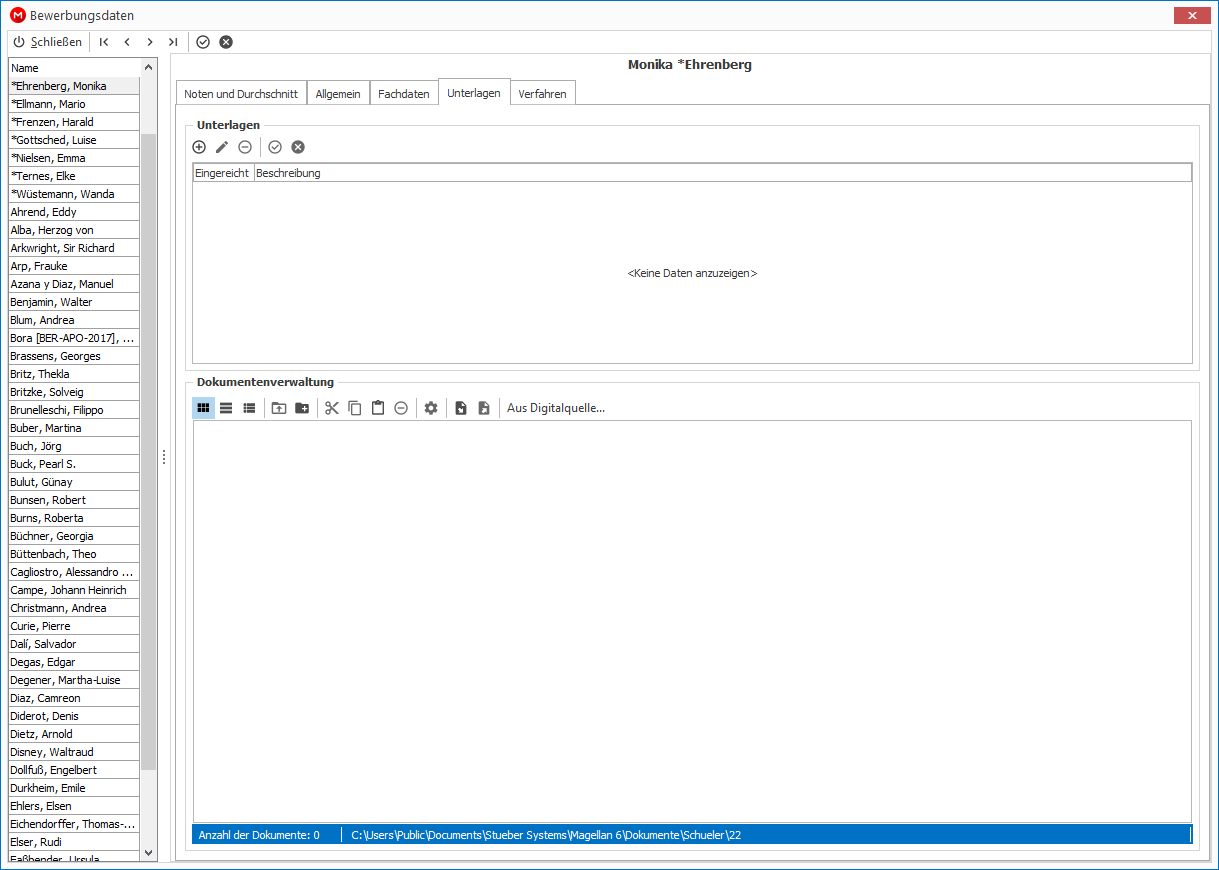 Bewerbungsdaten
Schließen
Name
*Ehrenberg, Monika
*Ellmann, Mario
*Frenzen, Harald
*Gottsched, Luise
*Nielsen, Emma
*Ternes, Elke
*Wüstemann, Wanda
Ahrend, Eddy
Alba, Herzog von
Arkwright, Sir Richard
Arp, Frauke
Azana y Diaz, Manuel
Benjamin, Walter
Blum, Andrea
Bora [BER-APO-2017], ...
Brassens, Georges
Britz, Thekla
Britzke, Solveig
Brunelleschi, Filippo
Buber, Martina
Buch, Jörg
Buck, Pearl S.
Bulut, Günay
Bunsen, Robert
Burns, Roberta
Büchner, Georgia
Büttenbach, Theo
Cagliostro, Alessandro ...
Campe, Johann Heinrich
Christmann, Andrea
Curie, Pierre
Dalí, Salvador
Degas, Edgar
Degener, Martha-Luise
Diaz, Camreon
Diderot, Denis
Dietz, Arnold
Disney, Waltraud
Dollfuß, Engelbert
Durkheim, Emile
Ehlers, Elsen
Eichendorffer, Thomas-...
Elser, Rudi
Faßbender, Ursula
Monika *Ehrenberg
Noten und Durchschnitt Allgemein Fachdaten Unterlagen Verfahren
Unterlagen
Eingereicht Beschreibung
<Keine Daten anzuzeigen>
Dokumentenverwaltung
Aus Digitalquelle...
Anzahl der Dokumente: 0 C:\Users\Public\Documents\Stueber Systems\Magellan 6\Dokumente\Schueler\22